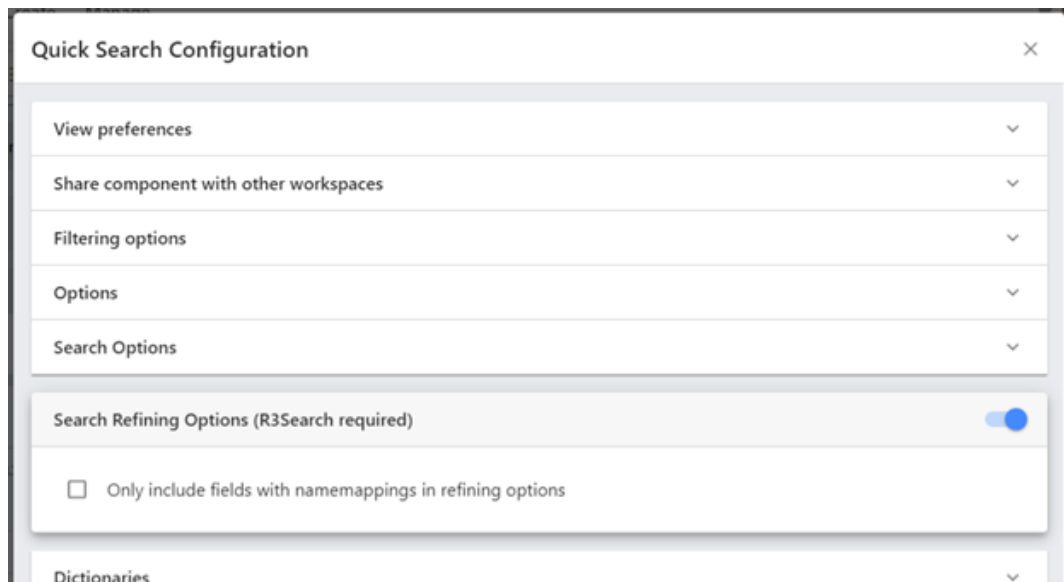 Manage
Quick Search Configuration
View preferences
Share component with other workspaces
Filtering options
Options
Search Options
Search Refining Options (R3Search required)
Only include fields with namemappings in refining options
Dictionaries